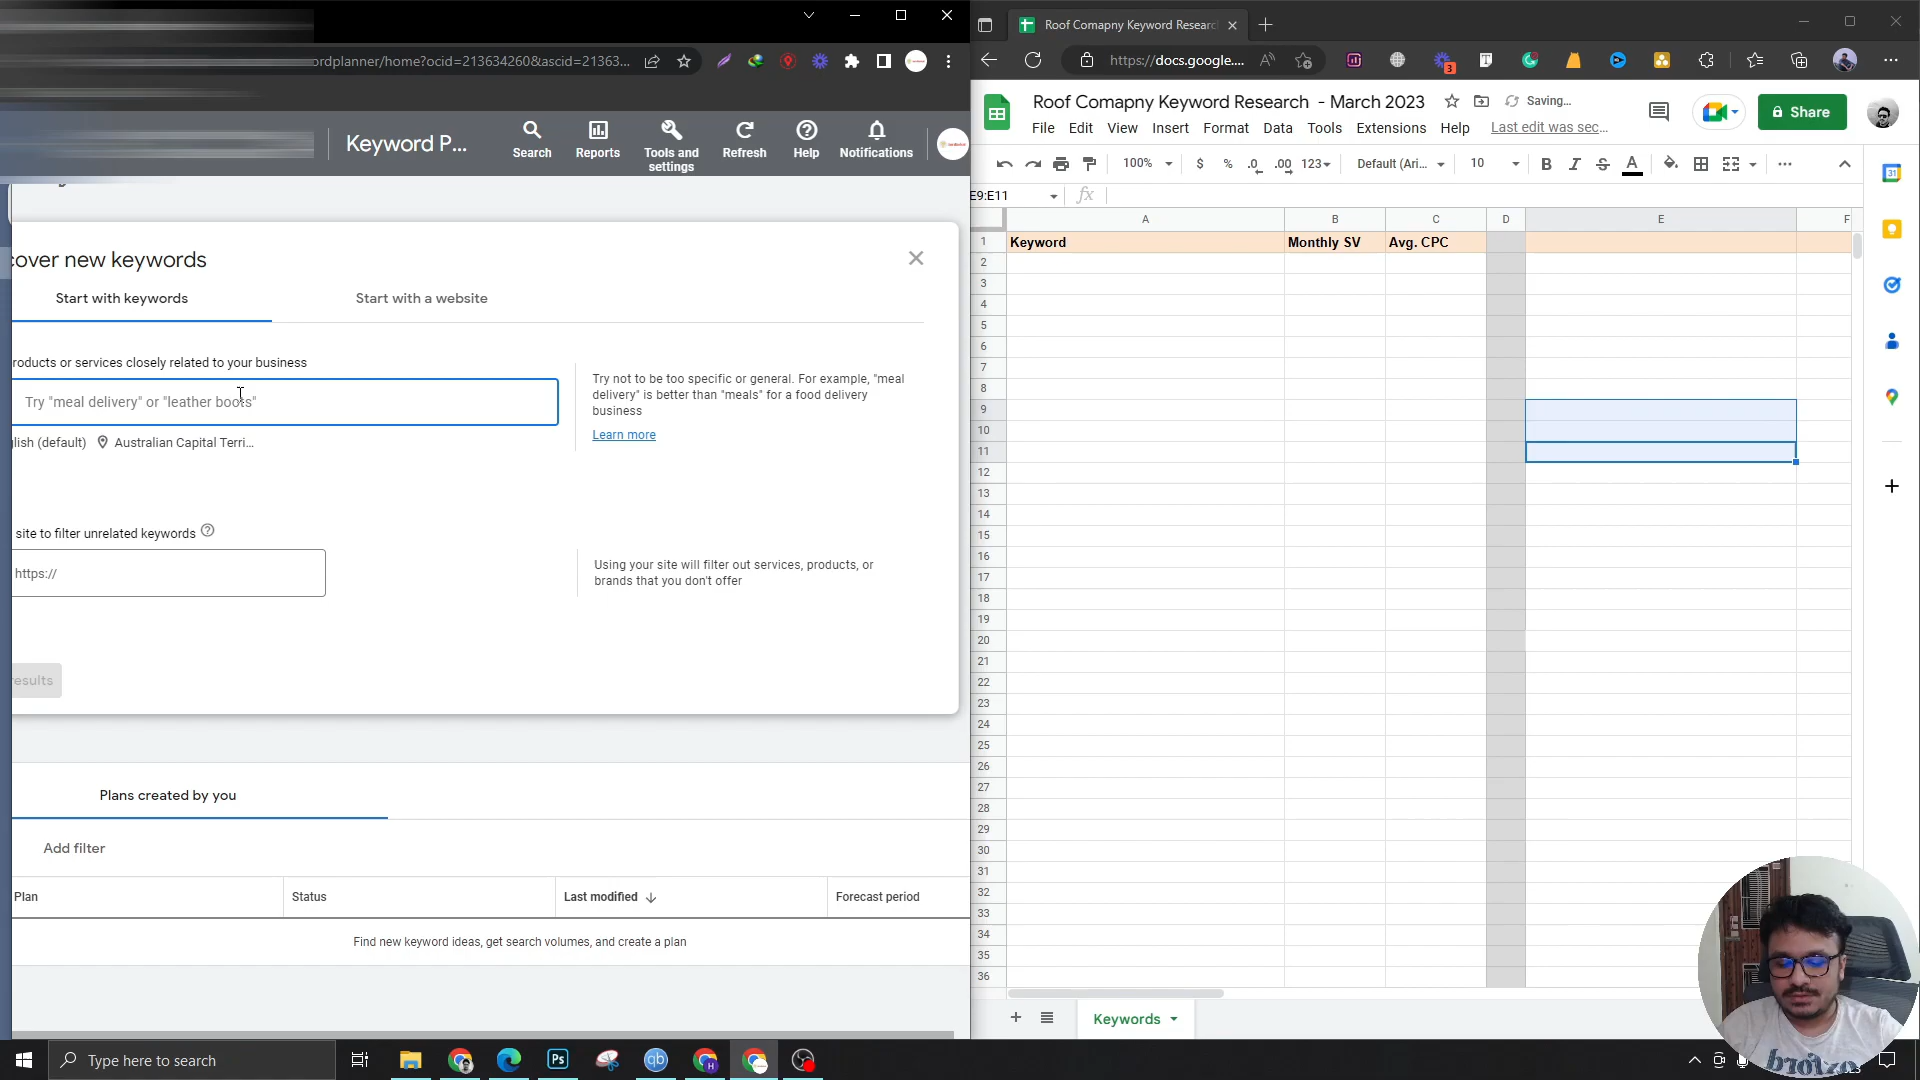 ordplanner/home?ocid=213634260&ascid=21363...
Keyword P...
Search
Reports
Tools and
settings
Refresh
Help
Notifications
cover new keywords
Start with keywords
Start with a website
roducts or services closely related to your business
Try "meal delivery" or "leather boots"
lish (default)
Australian Capital Terri...
Try not to be too specific or general. For example, "meal
delivery" is better than "meals" for a food delivery
business
Learn more
site to filter unrelated keywords
https://
Using your site will filter out services, products, or
brands that you don't offer
results
Plans created by you
Add filter
Plan
Status
Last modified
Forecast period
Find new keyword ideas, get search volumes, and create a plan
Roof Comapny Keyword Researc
https://docs.google....
3
Roof Comapny Keyword Research - March 2023
Saving...
Share
File Edit View Insert Format Data Tools Extensions Help Last edit was sec...
100% $ % .0 .00 123 Default (Ari... 10 B I S A
E9:E11
fx
A B C D E F
1 Keyword Monthly SV Avg. CPC
2
3
4
5
6
7
8
9
10
11
12
13
14
15
16
17
18
19
20
21
22
23
24
25
26
27
28
29
30
31
32
33
34
35
36
31
Keywords
Type here to search
Ps
qb
H